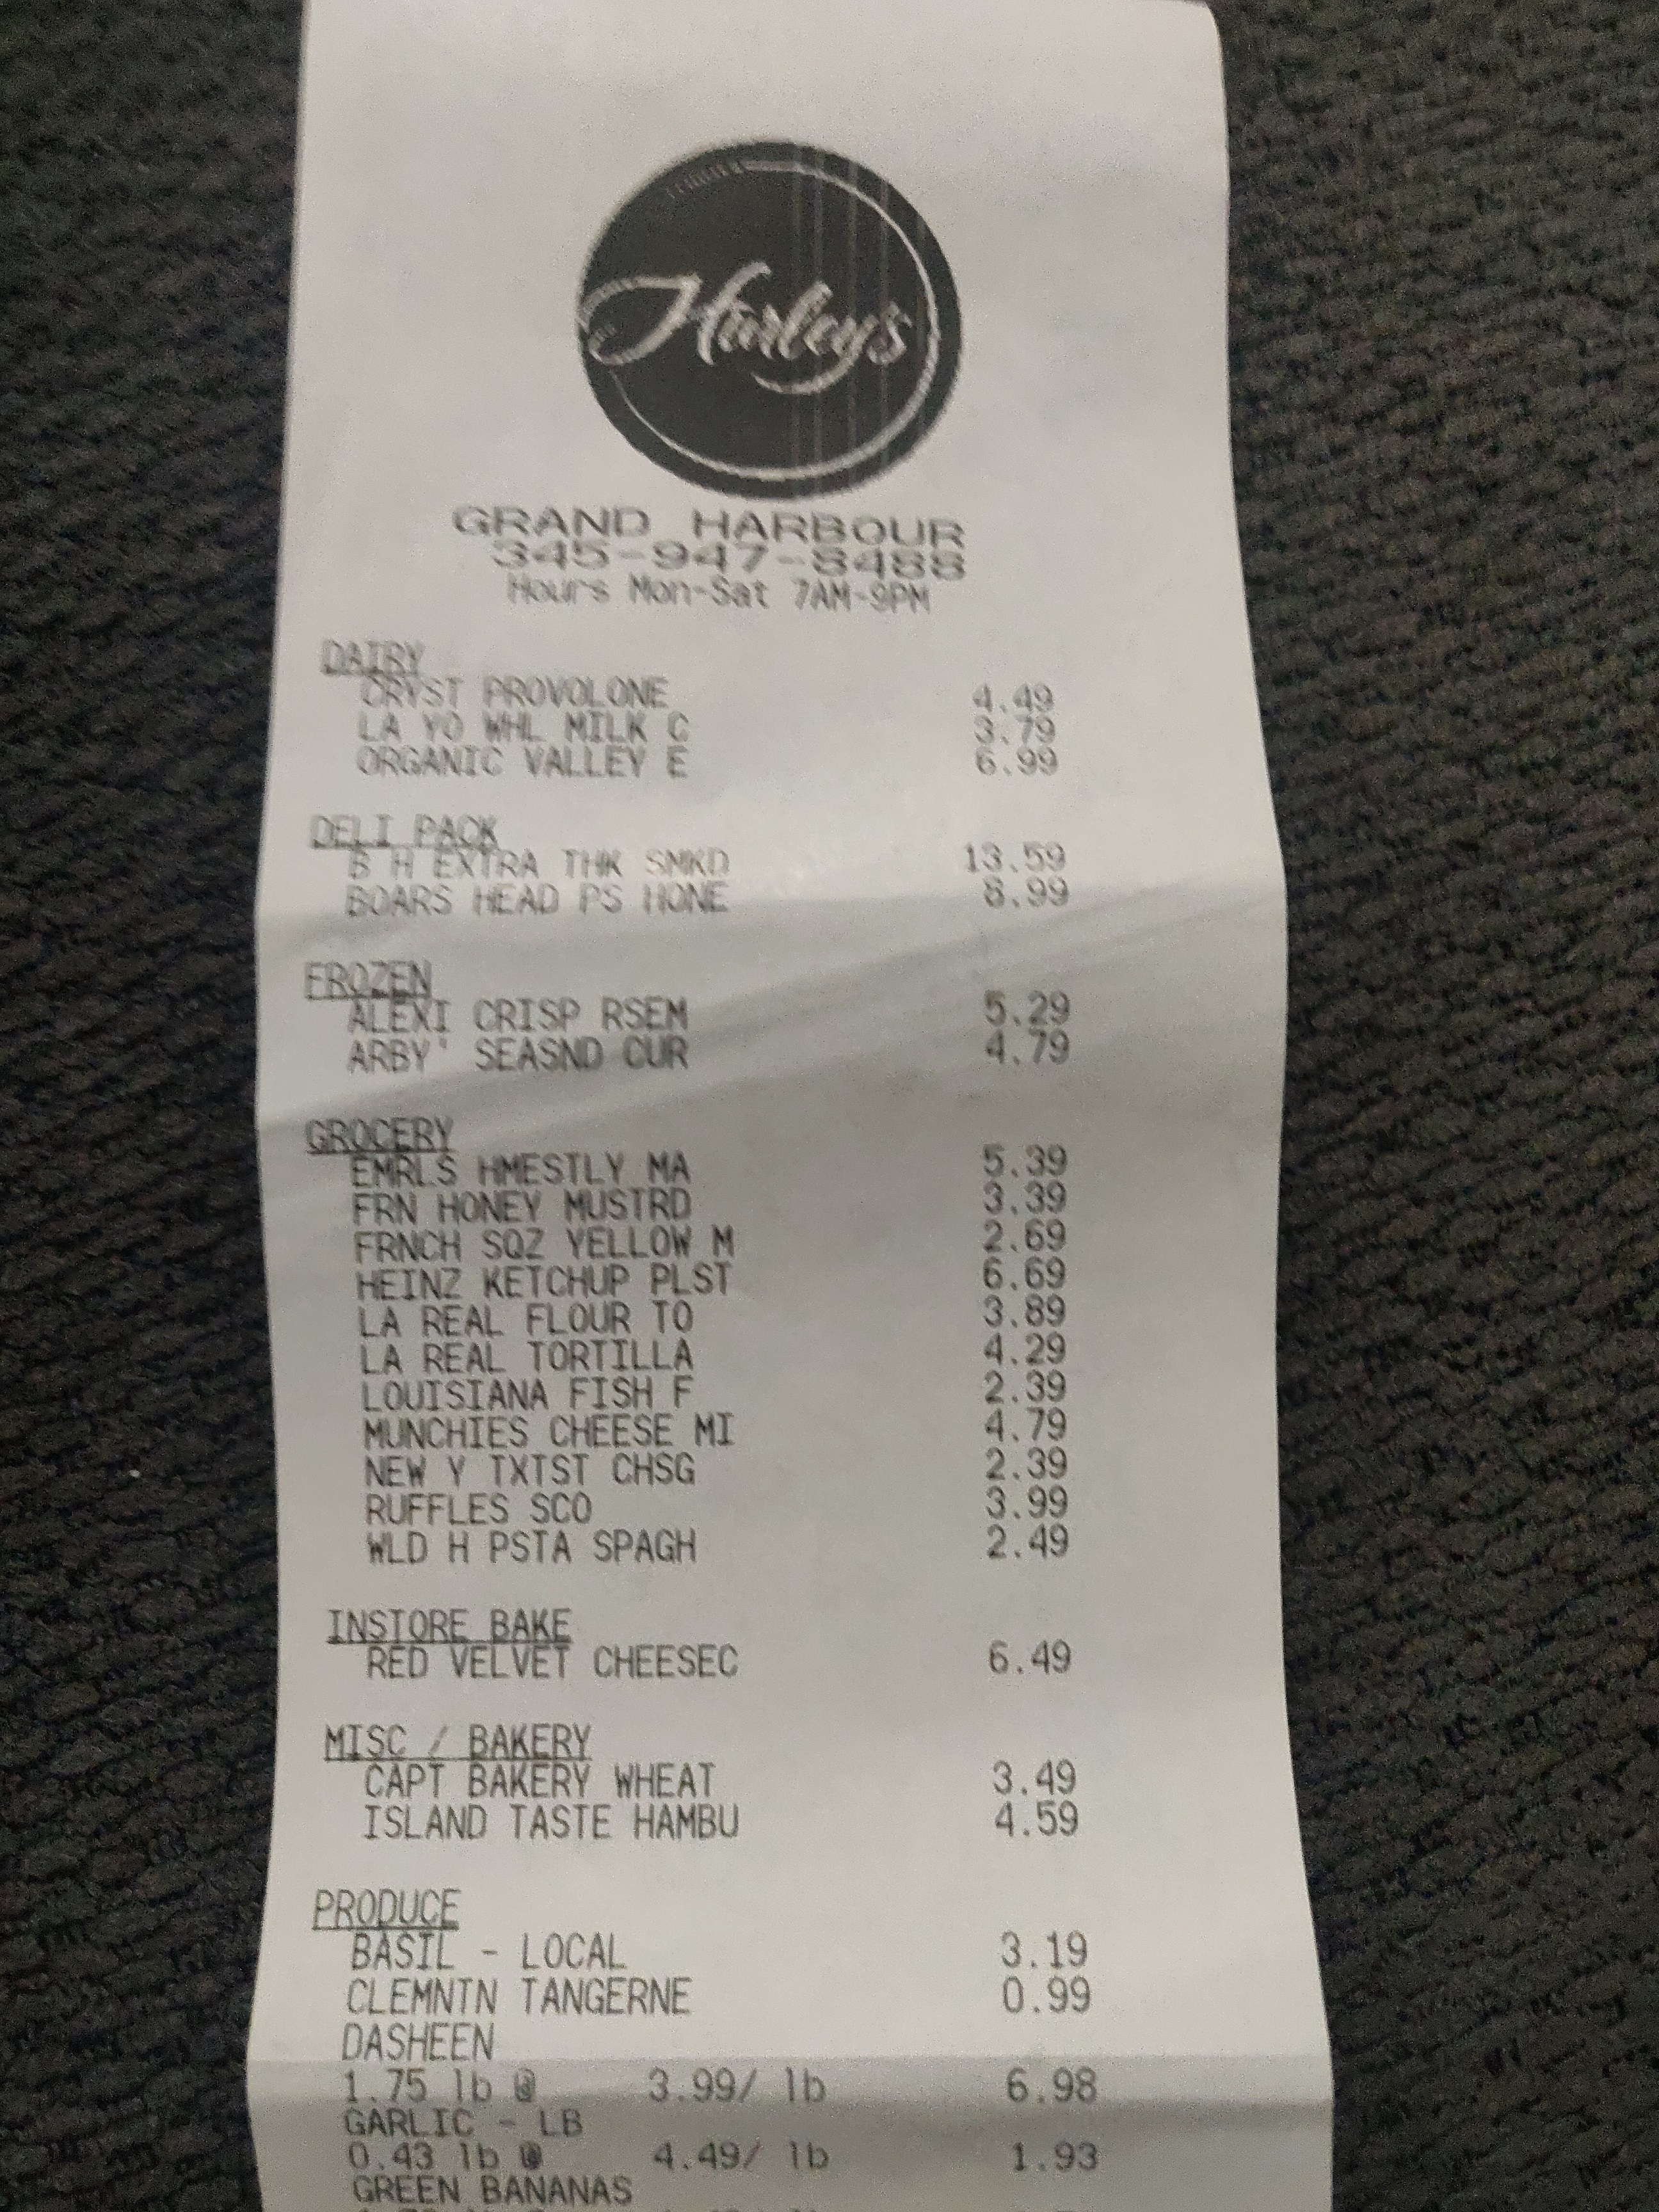 Hurley's
GRAND HARBOUR
345-947-8488
Hours Mon-Sat 7AM-9PM
DAIRY
CRYST PROVOLONE 4.49
LA YO WHL MILK C 3.79
ORGANIC VALLEY E 6.99
DELI PACK
B H EXTRA THK SMKD 13.59
BOARS HEAD PS HONE 8.99
FROZEN
ALEXI CRISP RSEM 5.29
ARBY' SEASND CUR 4.79
GROCERY
EMRLS HMESTLY MA 5.39
FRN HONEY MUSTRD 3.39
FRNCH SQZ YELLOW M 2.69
HEINZ KETCHUP PLST 6.69
LA REAL FLOUR TO 3.89
LA REAL TORTILLA 4.29
LOUISIANA FISH F 2.39
MUNCHIES CHEESE MI 4.79
NEW Y TXTST CHSG 2.39
RUFFLES SCO 3.99
WLD H PSTA SPAGH 2.49
INSTORE BAKE
RED VELVET CHEESEC 6.49
MISC / BAKERY
CAPT BAKERY WHEAT 3.49
ISLAND TASTE HAMBU 4.59
PRODUCE
BASIL - LOCAL 3.19
CLEMNTN TANGERNE 0.99
DASHEEN
1.75 lb @ 3.99/ lb 6.98
GARLIC - LB
0.43 lb @ 4.49/ lb 1.93
GREEN BANANAS